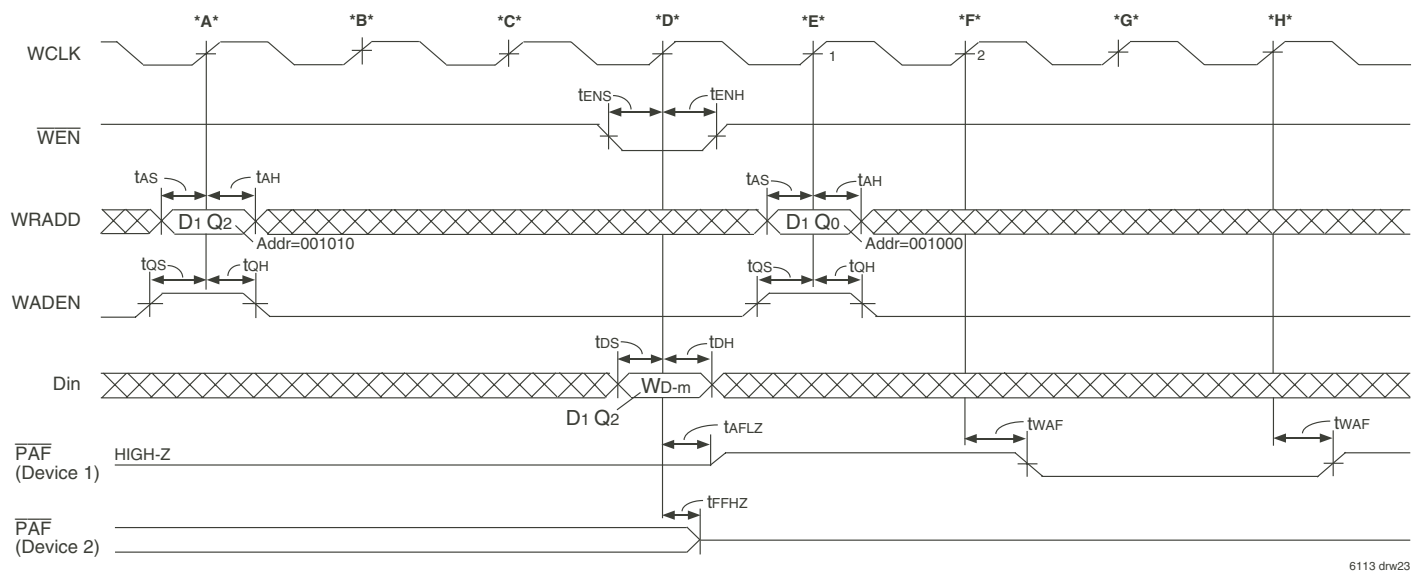 *A* *B* *C* *D* *E* *F* *G* *H*
WCLK
1 2
tENS tENH
WEN
tAS tAH tAS tAH
WRADD D1 Q2 D1 Q0
Addr=001010 Addr=001000
tQS tQH tQS tQH
WADEN
tDS tDH
Din WD-m
D1 Q2
tAFLZ tWAF tWAF
PAF HIGH-Z
(Device 1)
tFFHZ
PAF
(Device 2)
6113 drw23